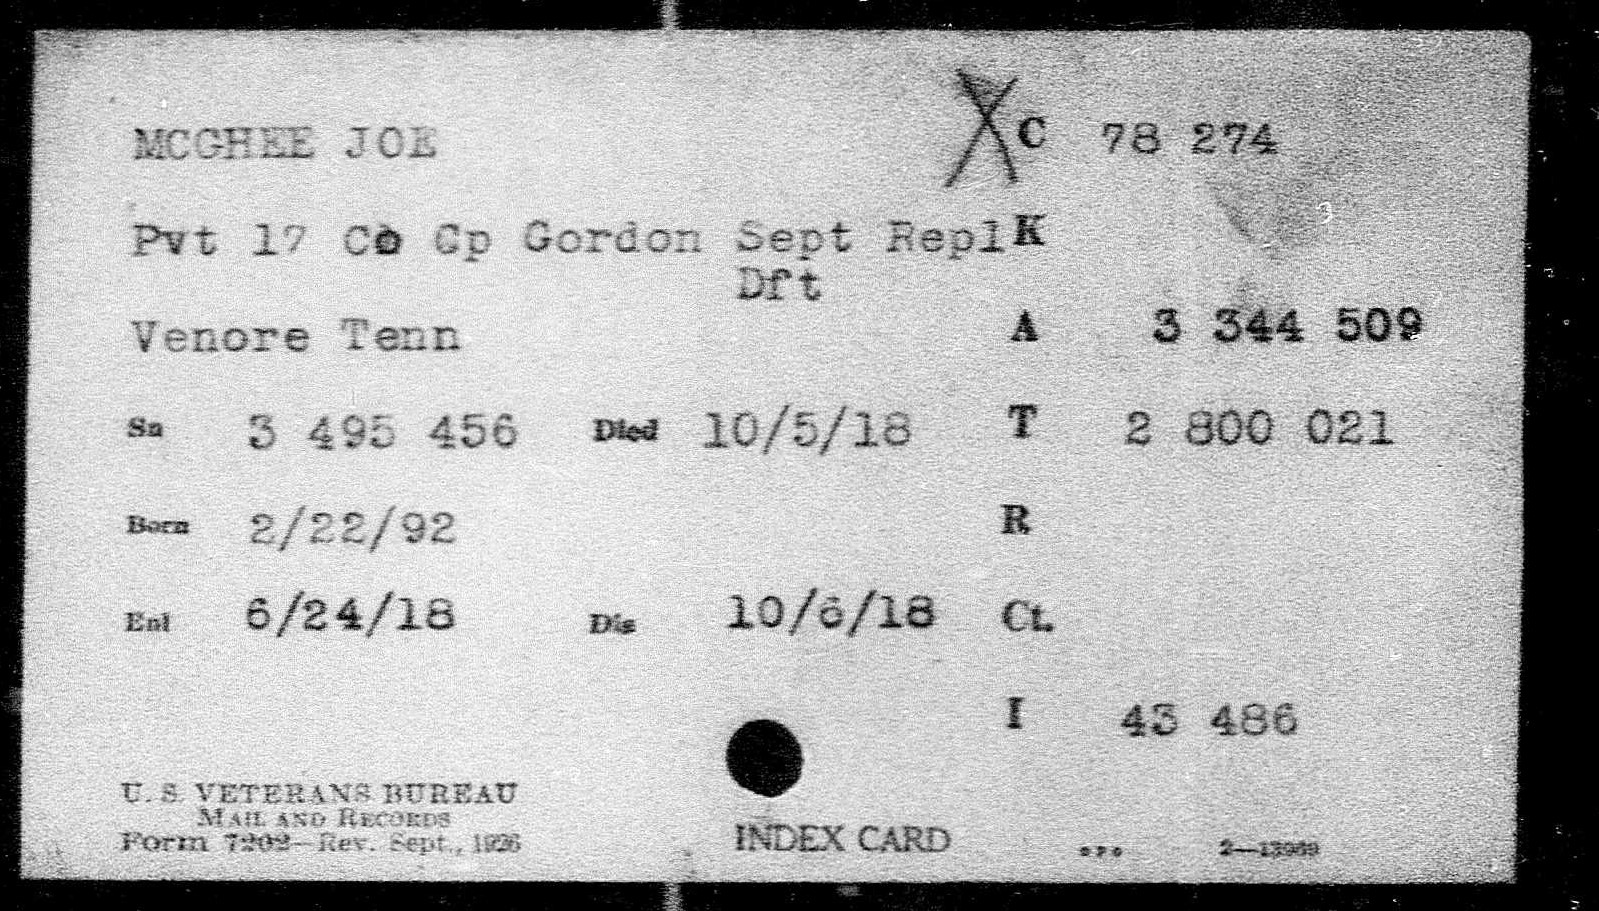 MCGHEE JOE
X C 78 274
Pvt 17 Co Cp Gordon Sept Repl
Dft
K
Venore Tenn
A 3 344 509
Sn 3 495 456 Died 10/5/18
T 2 800 021
Born 2/22/92
R
Enl 6/24/18 Dis 10/6/18
Ct.
I 43 486
U. S. VETERANS BUREAU
MAIL AND RECORDS
Form 7202—Rev. Sept., 1926
INDEX CARD